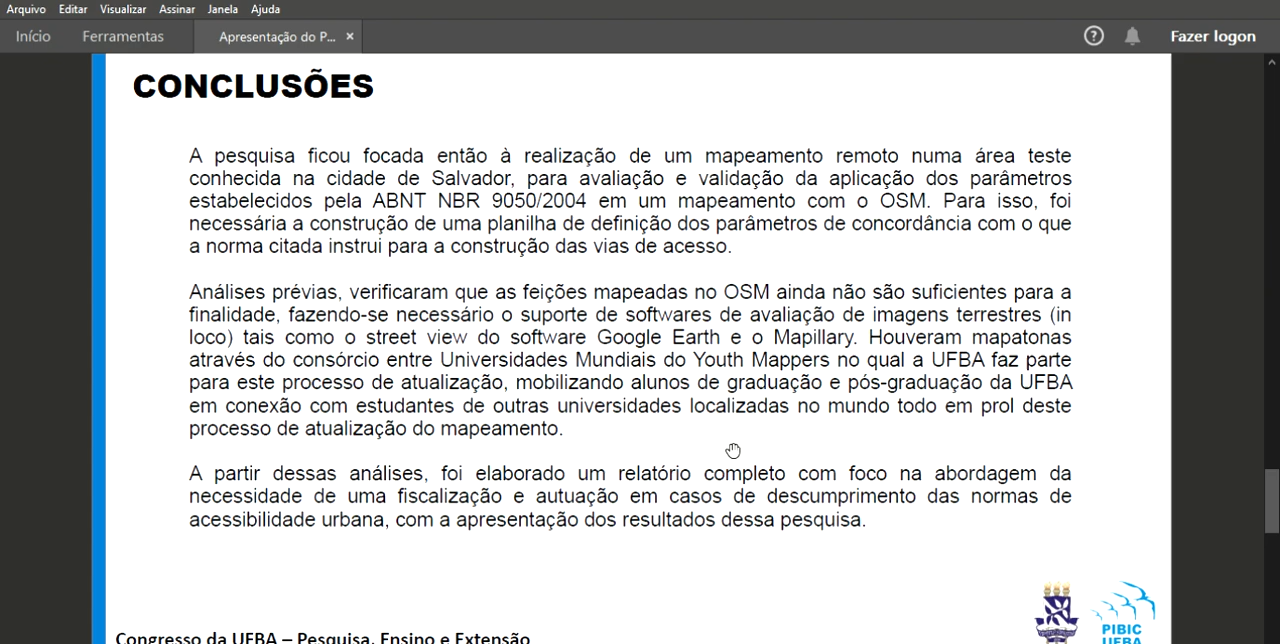 Arquivo Editar Visualizar Assinar Janela Ajuda
Início Ferramentas Apresentação do P... × ? Fazer logon
CONCLUSÕES
A pesquisa ficou focada então à realização de um mapeamento remoto numa área teste
conhecida na cidade de Salvador, para avaliação e validação da aplicação dos parâmetros
estabelecidos pela ABNT NBR 9050/2004 em um mapeamento com o OSM. Para isso, foi
necessária a construção de uma planilha de definição dos parâmetros de concordância com o que
a norma citada instrui para a construção das vias de acesso.
Análises prévias, verificaram que as feições mapeadas no OSM ainda não são suficientes para a
finalidade, fazendo-se necessário o suporte de softwares de avaliação de imagens terrestres (in
loco) tais como o street view do software Google Earth e o Mapillary. Houveram mapatonas
através do consórcio entre Universidades Mundiais do Youth Mappers no qual a UFBA faz parte
para este processo de atualização, mobilizando alunos de graduação e pós-graduação da UFBA
em conexão com estudantes de outras universidades localizadas no mundo todo em prol deste
processo de atualização do mapeamento.
A partir dessas análises, foi elaborado um relatório completo com foco na abordagem da
necessidade de uma fiscalização e autuação em casos de descumprimento das normas de
acessibilidade urbana, com a apresentação dos resultados dessa pesquisa.
PIBIC
UFBA
Congresso da UFBA – Pesquisa, Ensino e Extensão